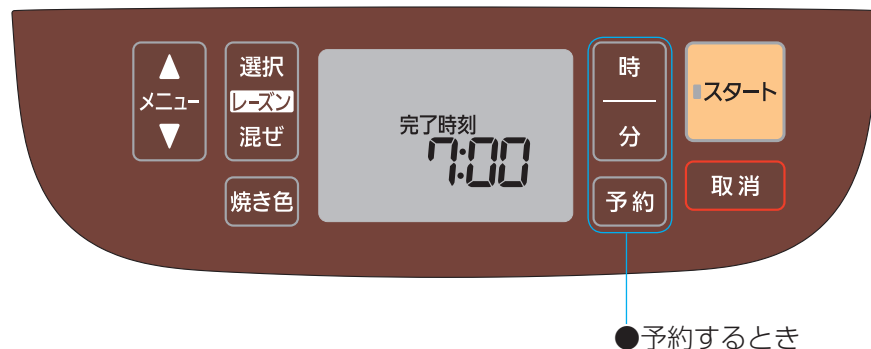 ▲
メニュー
▼
選択
レーズン
混ぜ
焼き色
完了時刻
7:00
時
分
予約
スタート
取消
●予約するとき